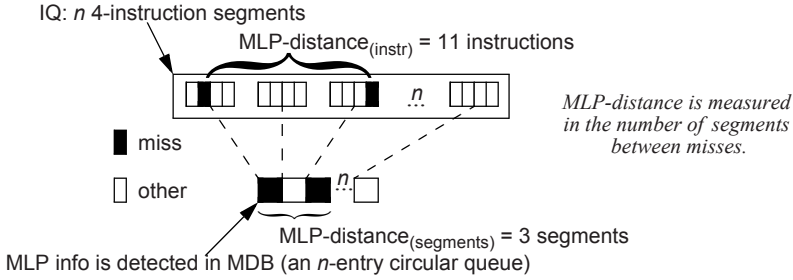 IQ: n 4-instruction segments
MLP-distance(instr) = 11 instructions
n
...
MLP-distance is measured
in the number of segments
between misses.
miss
other
n
...
MLP-distance(segments) = 3 segments
MLP info is detected in MDB (an n-entry circular queue)